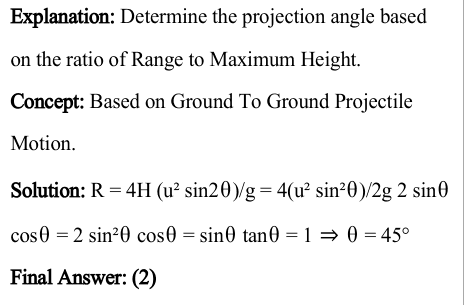 Explanation: Determine the projection angle based
on the ratio of Range to Maximum Height.
Concept: Based on Ground To Ground Projectile
Motion.
Solution: R = 4H (u² sin2θ)/g = 4(u² sin²θ)/2g 2 sinθ
cosθ = 2 sin²θ cosθ = sinθ tanθ = 1 ⇒ θ = 45°
Final Answer: (2)